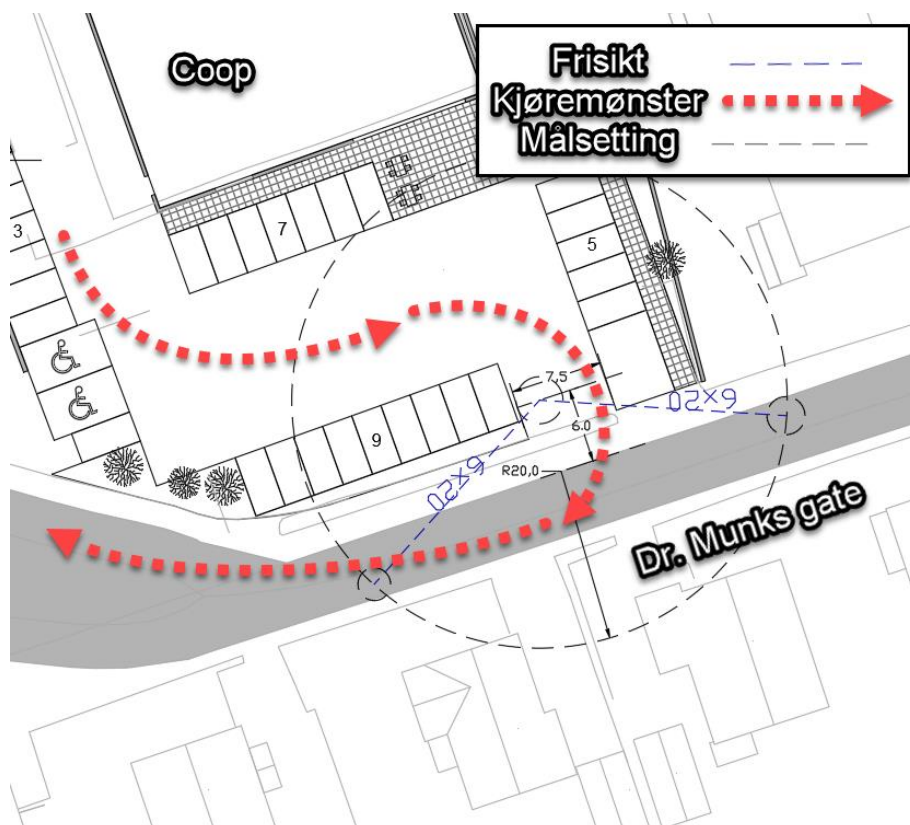 Coop
Frisikt
Kjøremønster
Målsetting
3
7
5
7,5
6x20
6.0
9
6x20
R20,0
Dr. Munks gate